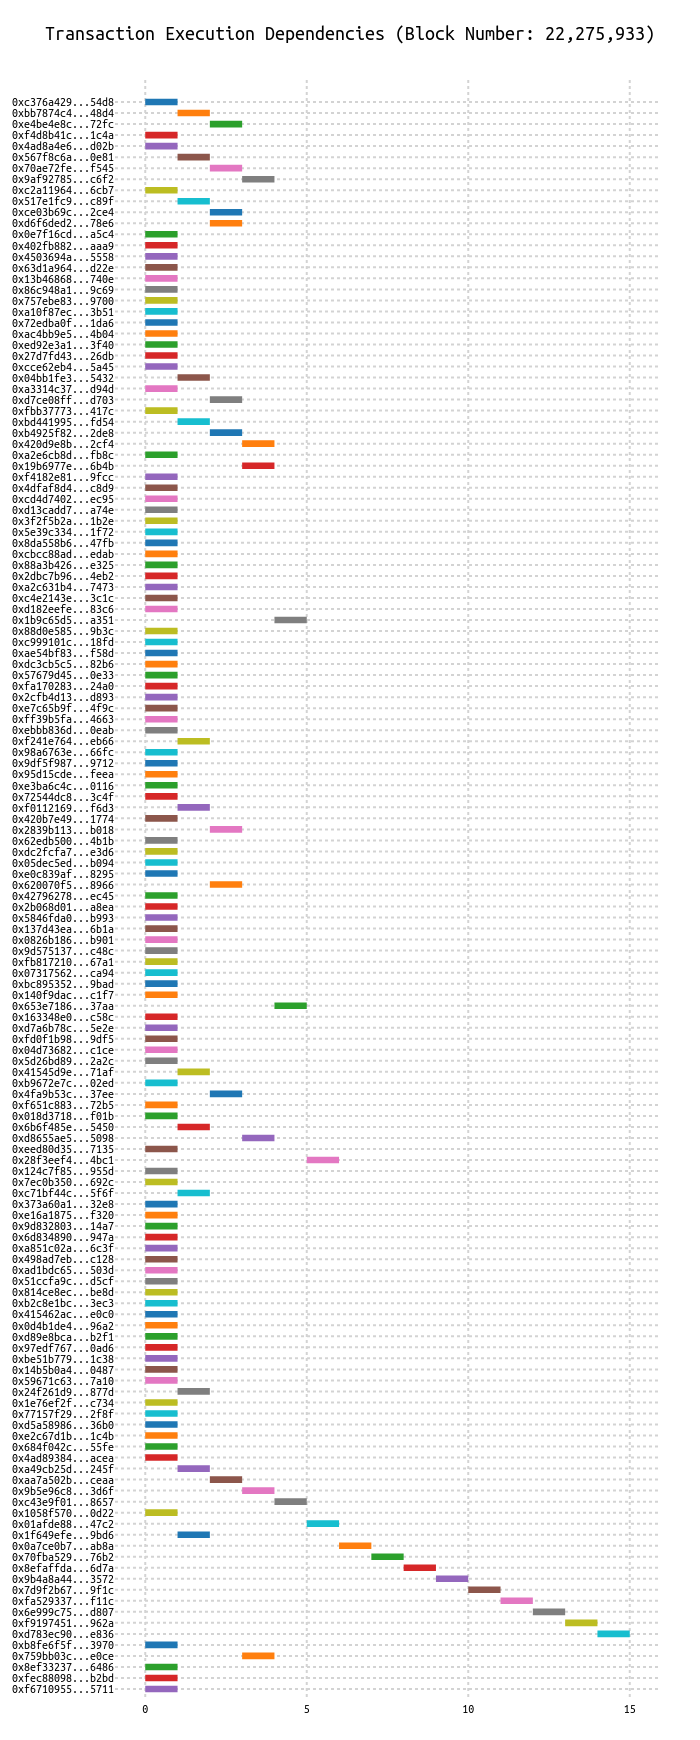 Transaction Execution Dependencies (Block Number: 22,275,933)
0xc376a429...54d8
0xbb7874c4...48d4
0xe4be4e8c...72fc
0xf4d8b41c...1c4a
0x4ad8a4e6...d02b
0x567f8c6a...0e81
0x70ae72fe...f545
0x9af92785...c6f2
0xc2a11964...6cb7
0x517e1fc9...c89f
0xce03b69c...2ce4
0xd6f6ded2...78e6
0x0e7f16cd...a5c4
0x402fb882...aaa9
0x4503694a...5558
0x63d1a964...d22e
0x13b46868...740e
0x86c948a1...9c69
0x757ebe83...9700
0xa10f87ec...3b51
0x72edba0f...1da6
0xac4bb9e5...4b04
0xed92e3a1...3f40
0x27d7fd43...26db
0xcce62eb4...5a45
0x04bb1fe3...5432
0xa3314c37...d94d
0xd7ce08ff...d703
0xfbb37773...417c
0xbd441995...fd54
0xb4925f82...2de8
0x420d9e8b...2cf4
0xa2e6cb8d...fb8c
0x19b6977e...6b4b
0xf4182e81...9fcc
0x4dfaf8d4...c8d9
0xcd4d7402...ec95
0xd13cadd7...a74e
0x3f2f5b2a...1b2e
0x5e39c334...1f72
0x8da558b6...47fb
0xcbcc88ad...edab
0x88a3b426...e325
0x2dbc7b96...4eb2
0xa2c631b4...7473
0xc4e2143e...3c1c
0xd182eefe...83c6
0x1b9c65d5...a351
0x88d0e585...9b3c
0xc999101c...18fd
0xae54bf83...f58d
0xdc3cb5c5...82b6
0x57679d45...0e33
0xfa170283...24a0
0x2cfb4d13...d893
0xe7c65b9f...4f9c
0xff39b5fa...4663
0xebbb836d...0eab
0xf241e764...eb66
0x98a6763e...66fc
0x9df5f987...9712
0x95d15cde...feea
0xe3ba6c4c...0116
0x72544dc8...3c4f
0xf0112169...f6d3
0x420b7e49...1774
0x2839b113...b018
0x62edb500...4b1b
0xdc2fcfa7...e3d6
0x05dec5ed...b094
0xe0c839af...8295
0x620070f5...8966
0x42796278...ec45
0x2b068d01...a8ea
0x5846fda0...b993
0x137d43ea...6b1a
0x0826b186...b901
0x9d575137...c48c
0xfb817210...67a1
0x07317562...ca94
0xbc895352...9bad
0x140f9dac...c1f7
0x653e7186...37aa
0x163348e0...c58c
0xd7a6b78c...5e2e
0xfd0f1b98...9df5
0x04d73682...c1ce
0x5d26bd89...2a2c
0x41545d9e...71af
0xb9672e7c...02ed
0x4fa9b53c...37ee
0xf651c883...72b5
0x018d3718...f01b
0x6b6f485e...5450
0xd8655ae5...5098
0xeed80d35...7135
0x28f3eef4...4bc1
0x124c7f85...955d
0x7ec0b350...692c
0xc71bf44c...5f6f
0x373a60a1...32e8
0xe16a1875...f320
0x9d832803...14a7
0x6d834890...947a
0xa851c02a...6c3f
0x498ad7eb...c128
0xad1bdc65...503d
0x51ccfa9c...d5cf
0x814ce8ec...be8d
0xb2c8e1bc...3ec3
0x415462ac...e0c0
0x0d4b1de4...96a2
0xd89e8bca...b2f1
0x97edf767...0ad6
0xbe51b779...1c38
0x14b5b0a4...0487
0x59671c63...7a10
0x24f261d9...877d
0x1e76ef2f...c734
0x77157f29...2f8f
0xd5a58986...36b0
0xe2c67d1b...1c4b
0x684f042c...55fe
0x4ad89384...acea
0xa49cb25d...245f
0xaa7a502b...ceaa
0x9b5e96c8...3d6f
0xc43e9f01...8657
0x1058f570...0d22
0x01afde88...47c2
0x1f649efe...9bd6
0x0a7ce0b7...ab8a
0x70fba529...76b2
0x8efaffda...6d7a
0x9b4a8a44...3572
0x7d9f2b67...9f1c
0xfa529337...f11c
0x6e999c75...d807
0xf9197451...962a
0xd783ec90...e836
0xb8fe6f5f...3970
0x759bb03c...e0ce
0x8ef33237...6486
0xfec88098...b2bd
0xf6710955...5711
0 5 10 15